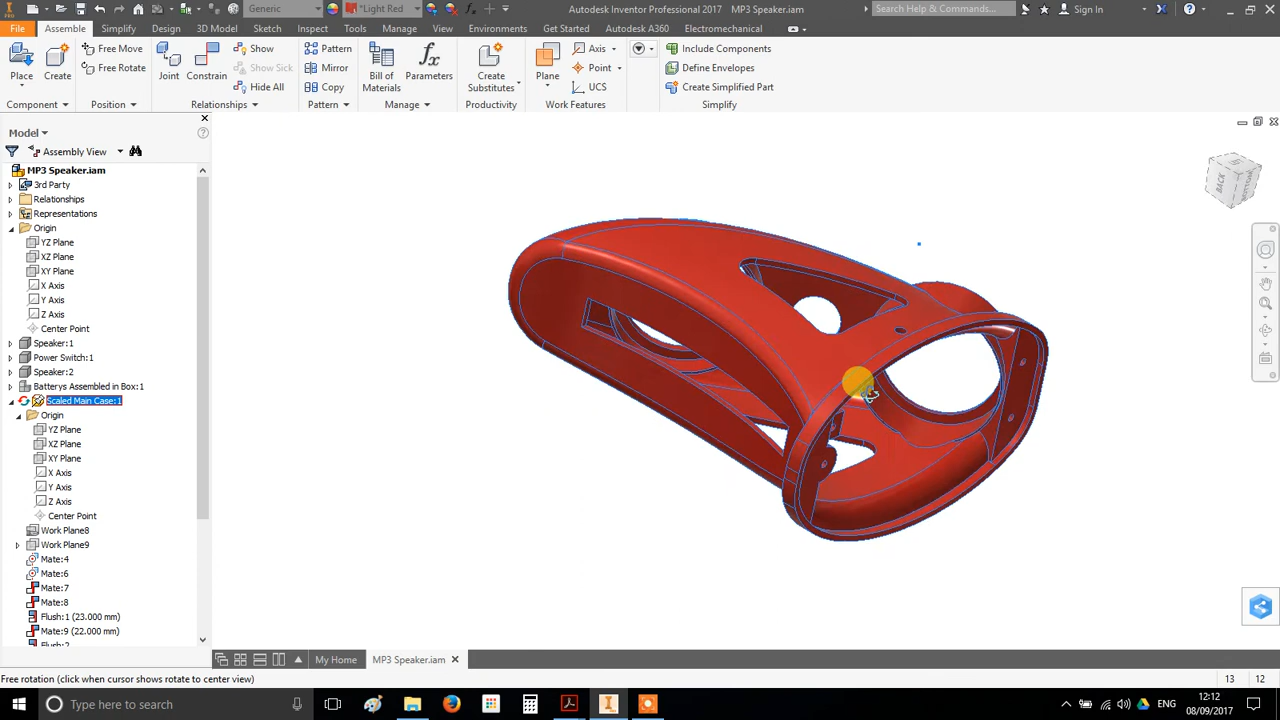 Generic
*Light Red
Autodesk Inventor Professional 2017 MP3 Speaker.iam
Search Help & Commands...
Sign In
File
Assemble
Simplify
Design
3D Model
Sketch
Inspect
Tools
Manage
View
Environments
Get Started
Autodesk A360
Electromechanical
Place
Create
Free Move
Free Rotate
Component
Position
Joint
Constrain
Show
Show Sick
Hide All
Relationships
Pattern
Mirror
Copy
Pattern
Bill of
Materials
Parameters
Manage
Create
Substitutes
Productivity
Plane
Axis
Point
UCS
Work Features
Include Components
Define Envelopes
Create Simplified Part
Simplify
Model
Assembly View
MP3 Speaker.iam
3rd Party
Relationships
Representations
Origin
YZ Plane
XZ Plane
XY Plane
X Axis
Y Axis
Z Axis
Center Point
Speaker:1
Power Switch:1
Speaker:2
Batterys Assembled in Box:1
Scaled Main Case:1
Origin
YZ Plane
XZ Plane
XY Plane
X Axis
Y Axis
Z Axis
Center Point
Work Plane8
Work Plane9
Mate:4
Mate:6
Mate:7
Mate:8
Flush:1 (23.000 mm)
Mate:9 (22.000 mm)
Flush:2
BACK
BOTTOM
My Home
MP3 Speaker.iam
Free rotation (click when cursor shows rotate to center view)
13 12
Type here to search
ENG
12:12
08/09/2017